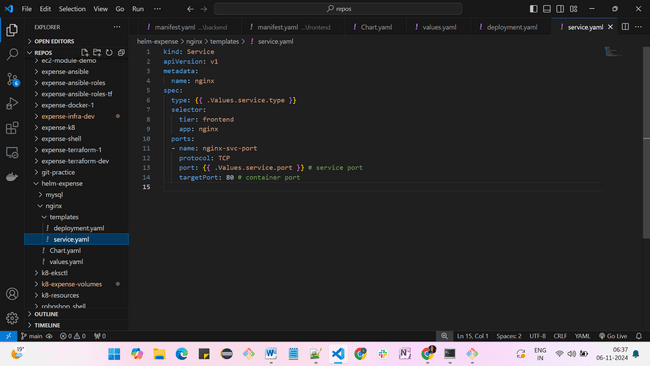 File Edit Selection View Go Run ··· repos
EXPLORER ···
manifest.yaml ...\backend manifest.yaml ...\frontend Chart.yaml values.yaml deployment.yaml service.yaml
helm-expense > nginx > templates > service.yaml
OPEN EDITORS
REPOS
ec2-module-demo
expense-ansible
expense-ansible-roles
expense-ansible-roles-tf
expense-docker-1
expense-infra-dev
expense-k8
expense-shell
expense-terraform-1
expense-terraform-dev
git-practice
helm-expense
mysql
nginx
templates
deployment.yaml
service.yaml
Chart.yaml
values.yaml
k8-eksctl
k8-expense-volumes
k8-resources
roboshop_shell
OUTLINE
TIMELINE
1 kind: Service
2 apiVersion: v1
3 metadata:
4 name: nginx
5 spec:
6 type: {{ .Values.service.type }}
7 selector:
8 tier: frontend
9 app: nginx
10 ports:
11 - name: nginx-svc-port
12 protocol: TCP
13 port: {{ .Values.service.port }} # service port
14 targetPort: 80 # container port
15
main 0 0 0 Ln 15, Col 1 Spaces: 2 UTF-8 CRLF YAML Go Live
19° ENG IN 06:37 06-11-2024